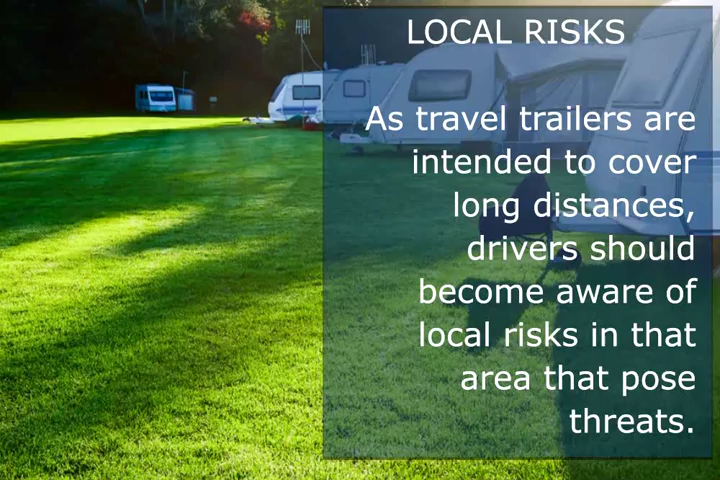 LOCAL RISKS
As travel trailers are
intended to cover
long distances,
drivers should
become aware of
local risks in that
area that pose
threats.